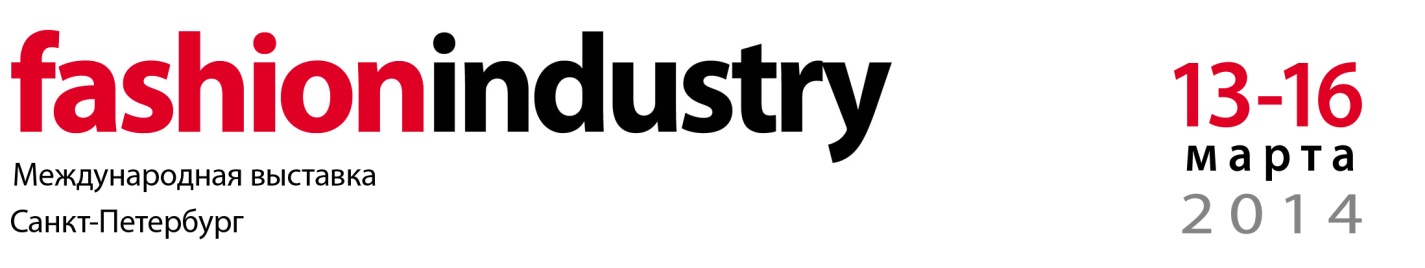 fashionindustry
Международная выставка
Санкт-Петербург
13-16
марта
2014